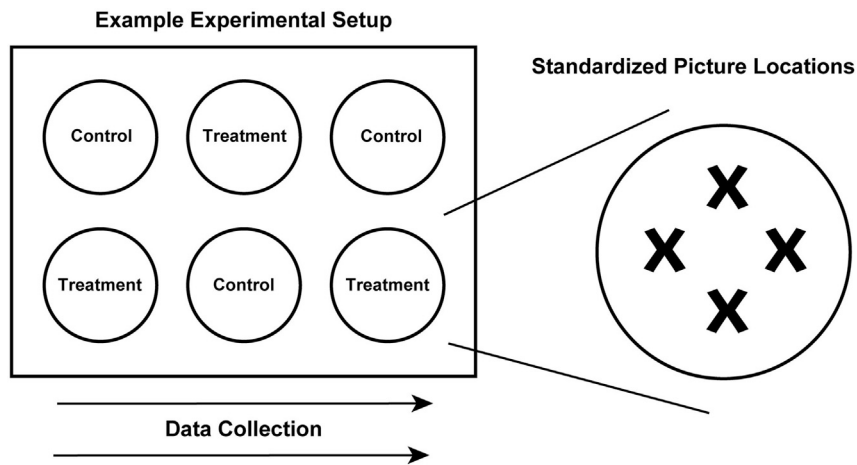 Example Experimental Setup
Standardized Picture Locations
Control
Treatment
Control
Treatment
Control
Treatment
X
X
X
X
Data Collection